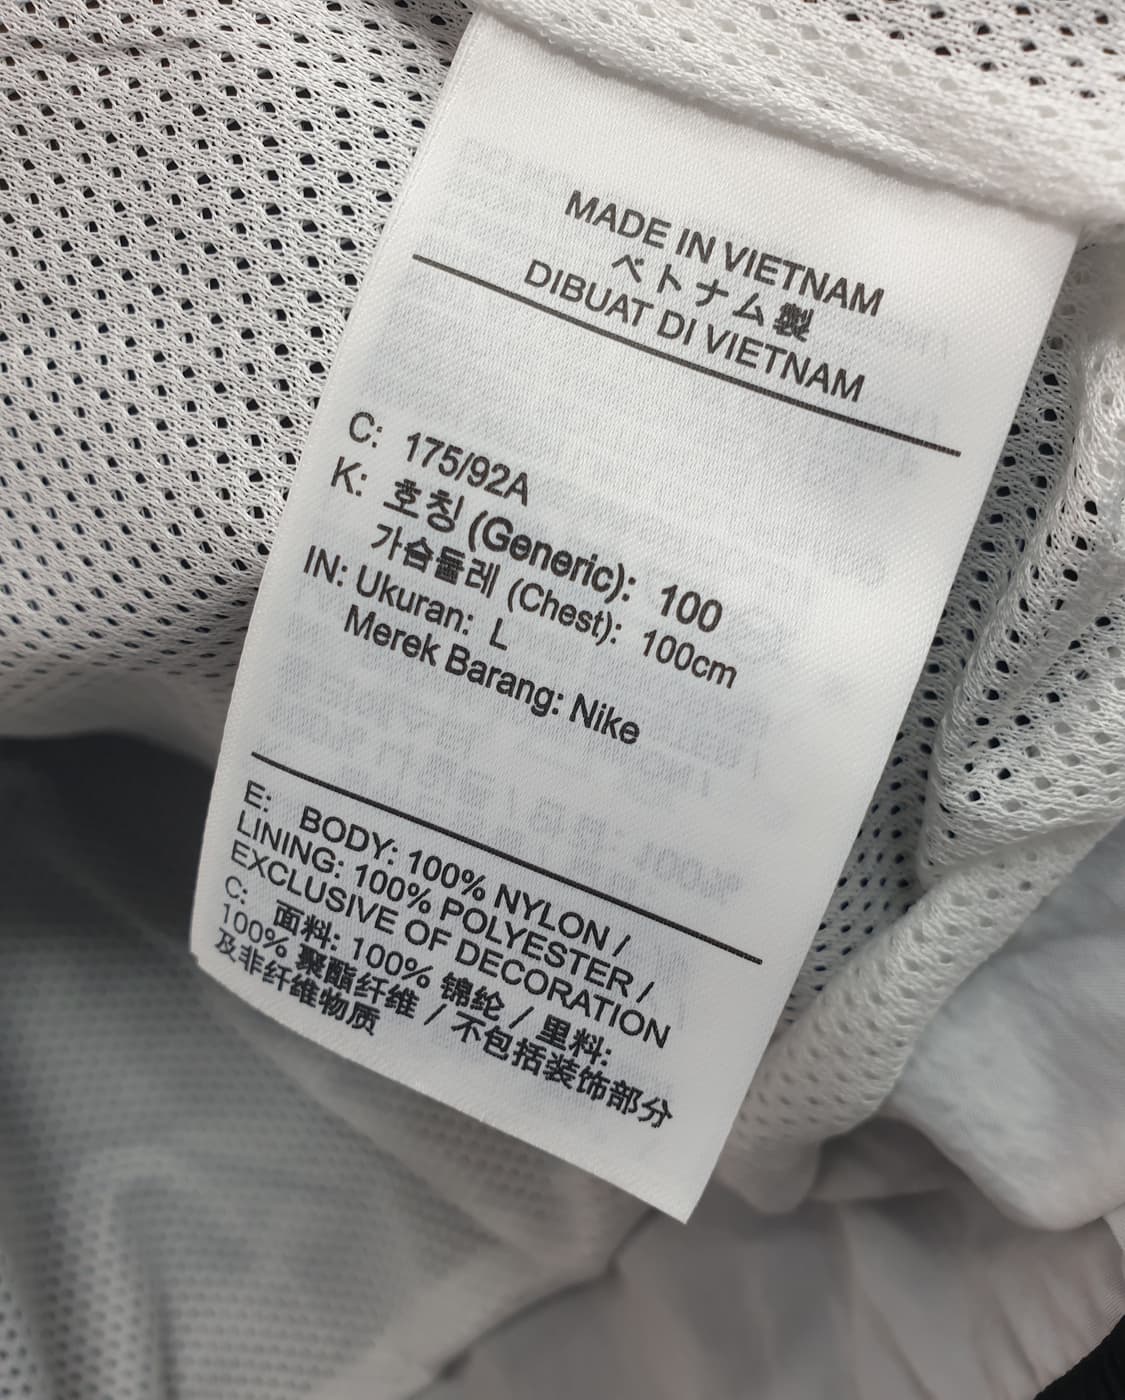 MADE IN VIETNAM
ベトナム製
DIBUAT DI VIETNAM
C: 175/92A
K: 호칭 (Generic): 100
가슴둘레 (Chest): 100cm
IN: Ukuran: L
Merek Barang: Nike
E: BODY: 100% NYLON /
LINING: 100% POLYESTER /
EXCLUSIVE OF DECORATION
C: 面料: 100% 锦纶 / 里料:
100% 聚酯纤维 / 不包括装饰部分
及非纤维物质